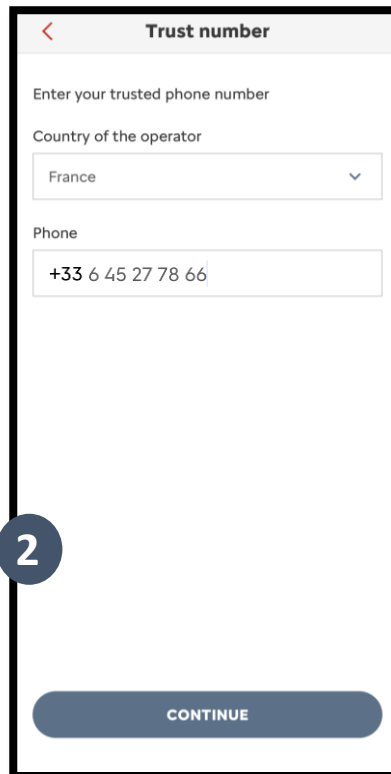 Trust number
Enter your trusted phone number
Country of the operator
France
Phone
+33 6 45 27 78 66
2
CONTINUE